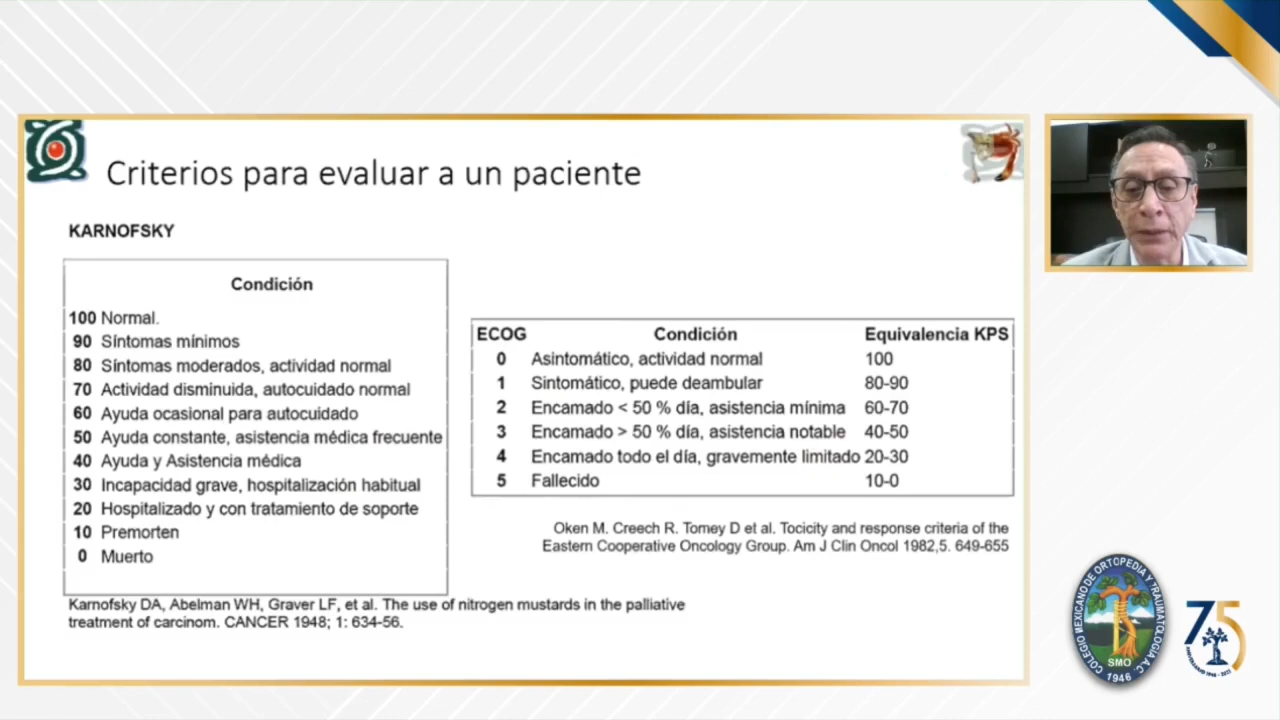 Criterios para evaluar a un paciente
KARNOFSKY
Condición
100 Normal.
90 Síntomas mínimos
80 Síntomas moderados, actividad normal
70 Actividad disminuida, autocuidado normal
60 Ayuda ocasional para autocuidado
50 Ayuda constante, asistencia médica frecuente
40 Ayuda y Asistencia médica
30 Incapacidad grave, hospitalización habitual
20 Hospitalizado y con tratamiento de soporte
10 Premorten
0 Muerto
Karnofsky DA, Abelman WH, Graver LF, et al. The use of nitrogen mustards in the palliative
treatment of carcinom. CANCER 1948; 1: 634-56.
ECOG Condición Equivalencia KPS
0 Asintomático, actividad normal 100
1 Sintomático, puede deambular 80-90
2 Encamado < 50 % día, asistencia mínima 60-70
3 Encamado > 50 % día, asistencia notable 40-50
4 Encamado todo el día, gravemente limitado 20-30
5 Fallecido 10-0
Oken M. Creech R. Tomey D et al. Tocicity and response criteria of the
Eastern Cooperative Oncology Group. Am J Clin Oncol 1982,5. 649-655
COLEGIO MEXICANO DE ORTOPEDIA Y TRAUMATOLOGIA A.C.
SMO
1946
75